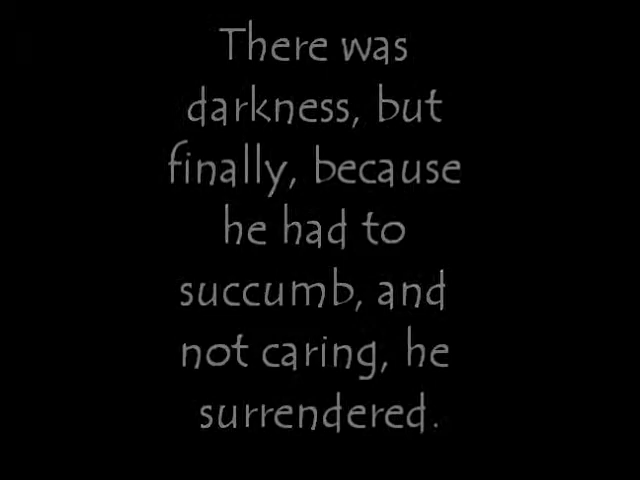 There was
darkness, but
finally, because
he had to
succumb, and
not caring, he
surrendered.